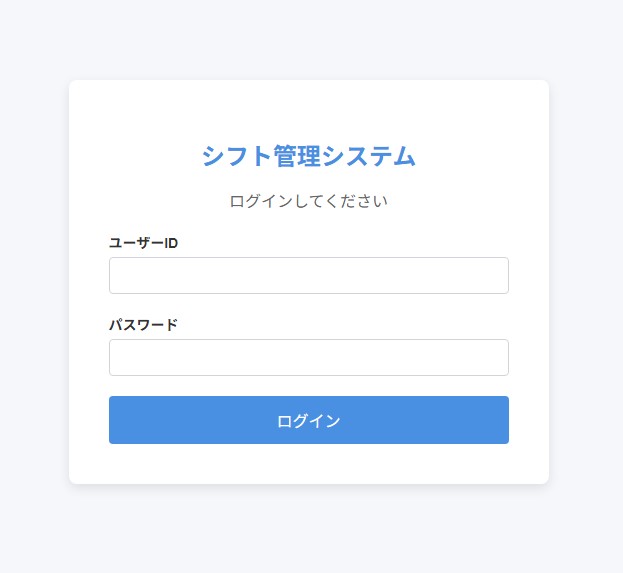 シフト管理システム
ログインしてください
ユーザーID
パスワード
ログイン